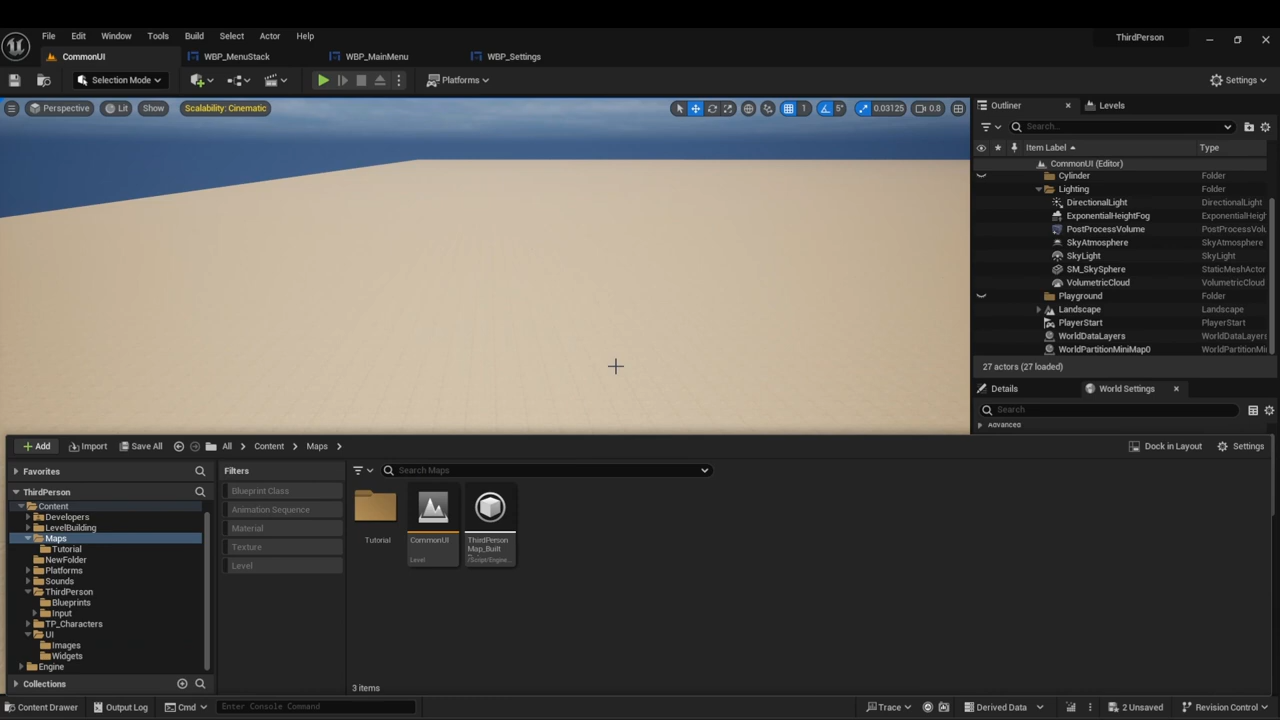 File Edit Window Tools Build Select Actor Help
ThirdPerson
CommonUI WBP_MenuStack WBP_MainMenu WBP_Settings
Selection Mode Platforms Settings
Perspective Lit Show Scalability: Cinematic 1 5° 0.03125 0.8
Outliner Levels
Search...
Item Label Type
CommonUI (Editor)
Cylinder Folder
Lighting Folder
DirectionalLight DirectionalLight
ExponentialHeightFog ExponentialHeigh
PostProcessVolume PostProcessVolu
SkyAtmosphere SkyAtmosphere
SkyLight SkyLight
SM_SkySphere StaticMeshActor
VolumetricCloud VolumetricCloud
Playground Folder
Landscape Landscape
PlayerStart PlayerStart
WorldDataLayers WorldDataLayers
WorldPartitionMiniMap0 WorldPartitionMi
27 actors (27 loaded)
Details World Settings
Search
Advanced
Add Import Save All All Content Maps Dock in Layout Settings
Favorites
ThirdPerson
Content
Developers
LevelBuilding
Maps
Tutorial
NewFolder
Platforms
Sounds
ThirdPerson
Blueprints
Input
TP_Characters
UI
Images
Widgets
Engine
Collections
Filters
Blueprint Class
Animation Sequence
Material
Texture
Level
Search Maps
Tutorial
CommonUI
Level
ThirdPerson
Map_Built
/Script/Engine...
3 items
Content Drawer Output Log Cmd Enter Console Command Trace Derived Data 2 Unsaved Revision Control